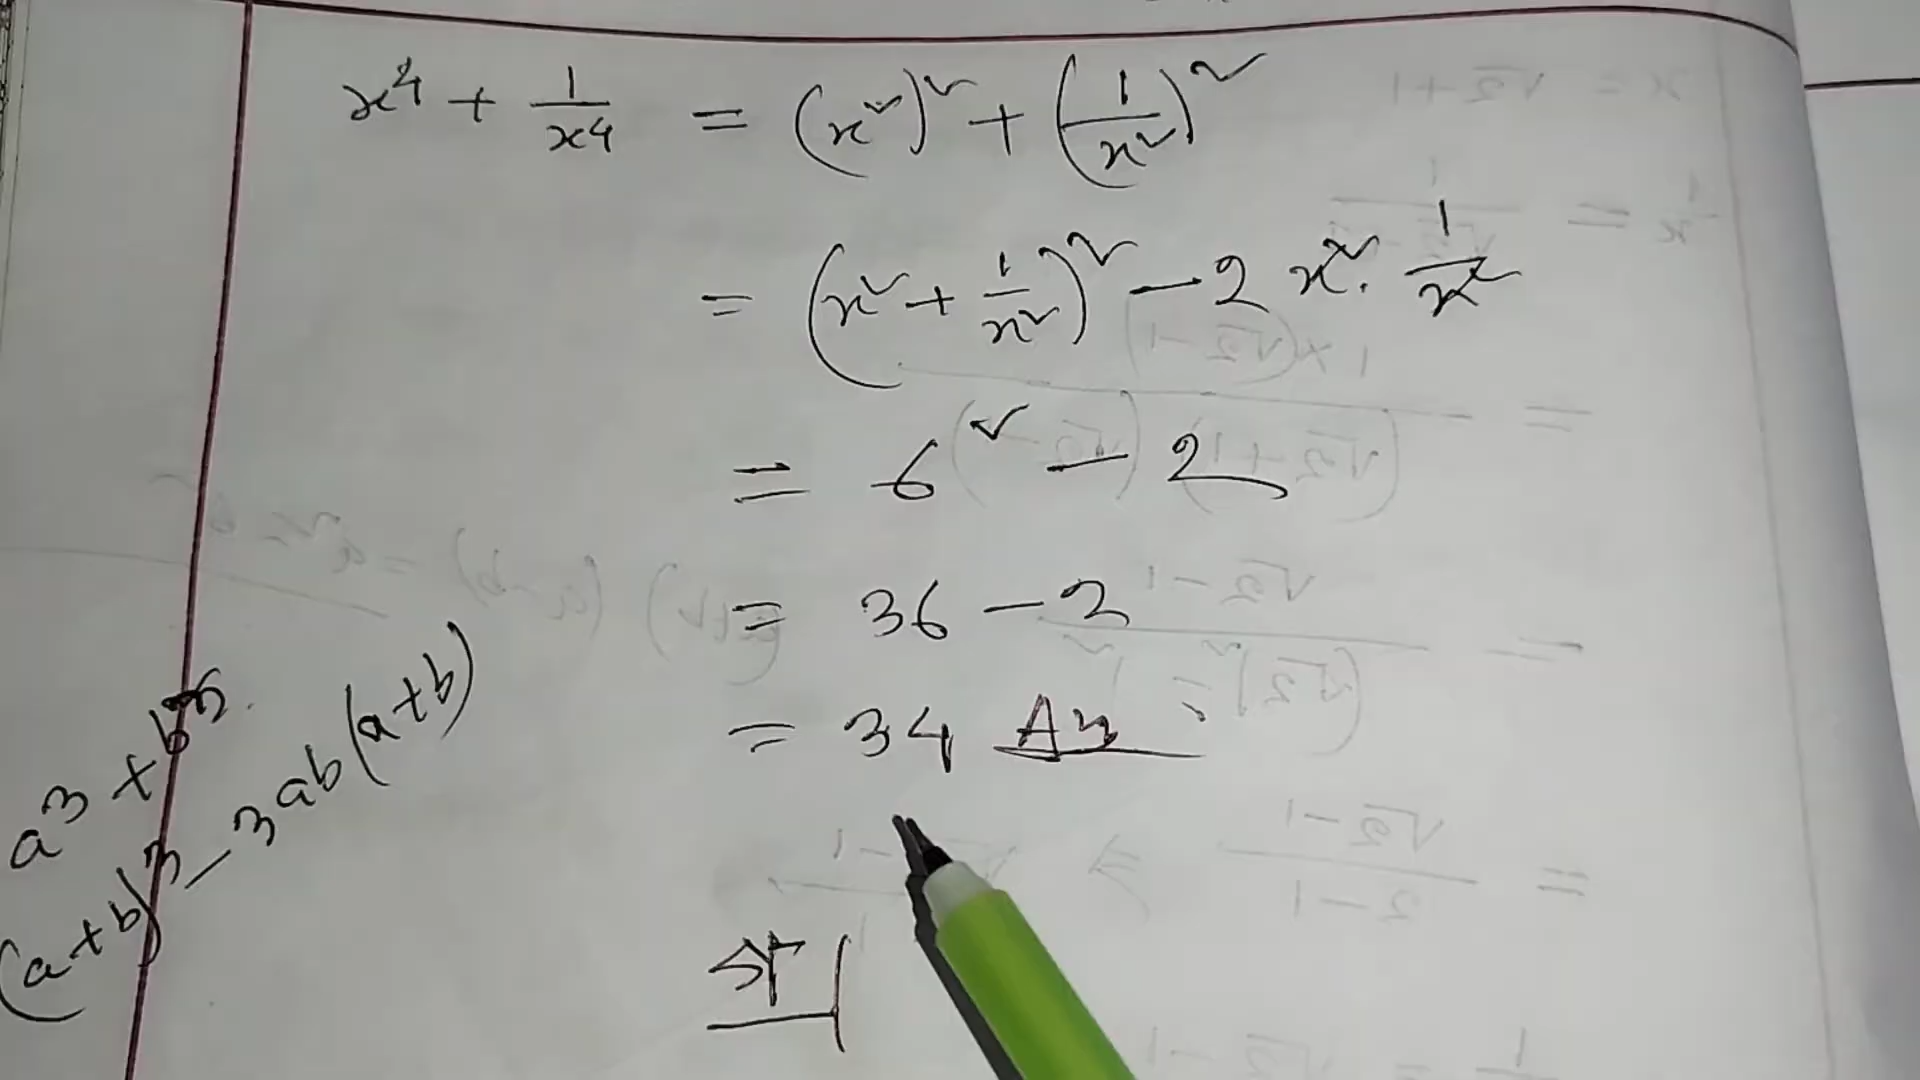 x⁴ + 1/x⁴ = (x²)² + (1/x²)²
= (x² + 1/x²)² − 2 x² · 1/x²
= 6² − 2
= 36 − 2
= 34 An
a³ + b³
(a+b)³ − 3ab(a+b)